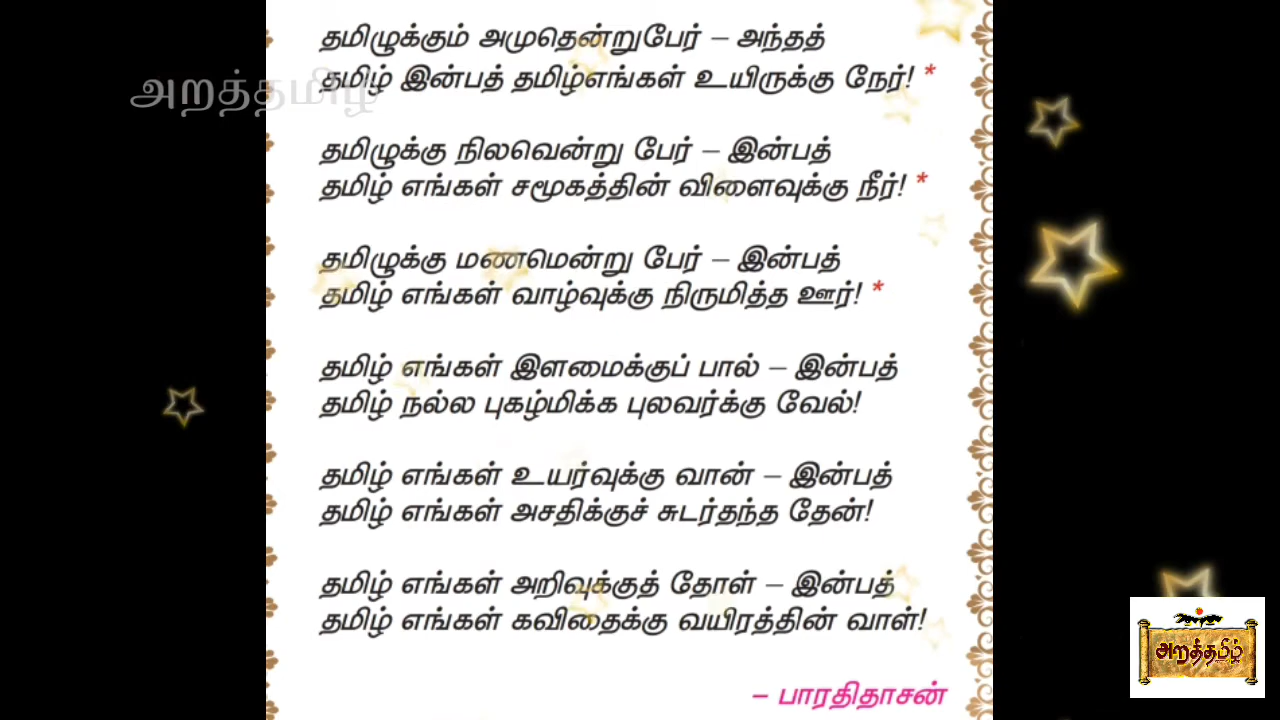 தமிழுக்கும் அமுதென்றுபேர் – அந்தத்
தமிழ் இன்பத் தமிழ்எங்கள் உயிருக்கு நேர்! *
அறத்தமிழ்
தமிழுக்கு நிலவென்று பேர் – இன்பத்
தமிழ் எங்கள் சமூகத்தின் விளைவுக்கு நீர்! *
தமிழுக்கு மணமென்று பேர் – இன்பத்
தமிழ் எங்கள் வாழ்வுக்கு நிருமித்த ஊர்! *
தமிழ் எங்கள் இளமைக்குப் பால் – இன்பத்
தமிழ் நல்ல புகழ்மிக்க புலவர்க்கு வேல்!
தமிழ் எங்கள் உயர்வுக்கு வான் – இன்பத்
தமிழ் எங்கள் அசதிக்குச் சுடர்தந்த தேன்!
தமிழ் எங்கள் அறிவுக்குத் தோள் – இன்பத்
தமிழ் எங்கள் கவிதைக்கு வயிரத்தின் வாள்!
– பாரதிதாசன்
அறத்தமிழ்